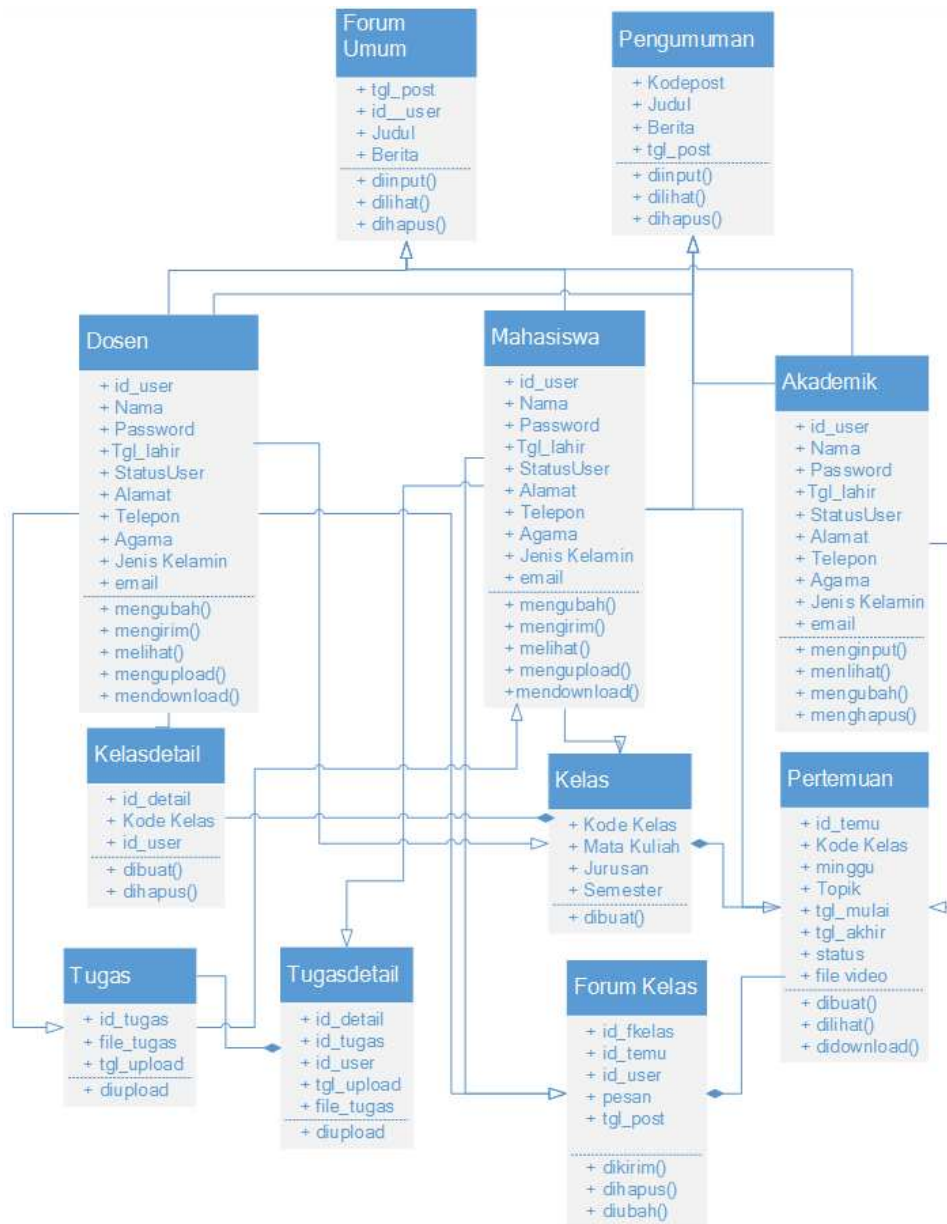 Forum
Umum
+ tgl_post
+ id__user
+ Judul
+ Berita
+ diinput()
+ dilihat()
+ dihapus()
Pengumuman
+ Kodepost
+ Judul
+ Berita
+ tgl_post
+ diinput()
+ dilihat()
+ dihapus()
Dosen
+ id_user
+ Nama
+ Password
+Tgl_lahir
+ StatusUser
+ Alamat
+ Telepon
+ Agama
+ Jenis Kelamin
+ email
+ mengubah()
+ mengirim()
+ melihat()
+ mengupload()
+ mendownload()
Mahasiswa
+ id_user
+ Nama
+ Password
+Tgl_lahir
+ StatusUser
+ Alamat
+ Telepon
+ Agama
+ Jenis Kelamin
+ email
+ mengubah()
+ mengirim()
+ melihat()
+ mengupload()
+mendownload()
Akademik
+ id_user
+ Nama
+ Password
+Tgl_lahir
+ StatusUser
+ Alamat
+ Telepon
+ Agama
+ Jenis Kelamin
+ email
+ menginput()
+ menlihat()
+ mengubah()
+ menghapus()
Kelasdetail
+ id_detail
+ Kode Kelas
+ id_user
+ dibuat()
+ dihapus()
Kelas
+ Kode Kelas
+ Mata Kuliah
+ Jurusan
+ Semester
+ dibuat()
Pertemuan
+ id_temu
+ Kode Kelas
+ minggu
+ Topik
+ tgl_mulai
+ tgl_akhir
+ status
+ file video
+ dibuat()
+ dilihat()
+ didownload()
Tugas
+ id_tugas
+ file_tugas
+ tgl_upload
+ diupload
Tugasdetail
+ id_detail
+ id_tugas
+ id_user
+ tgl_upload
+ file_tugas
+ diupload
Forum Kelas
+ id_fkelas
+ id_temu
+ id_user
+ pesan
+ tgl_post
+ dikirim()
+ dihapus()
+ diubah()